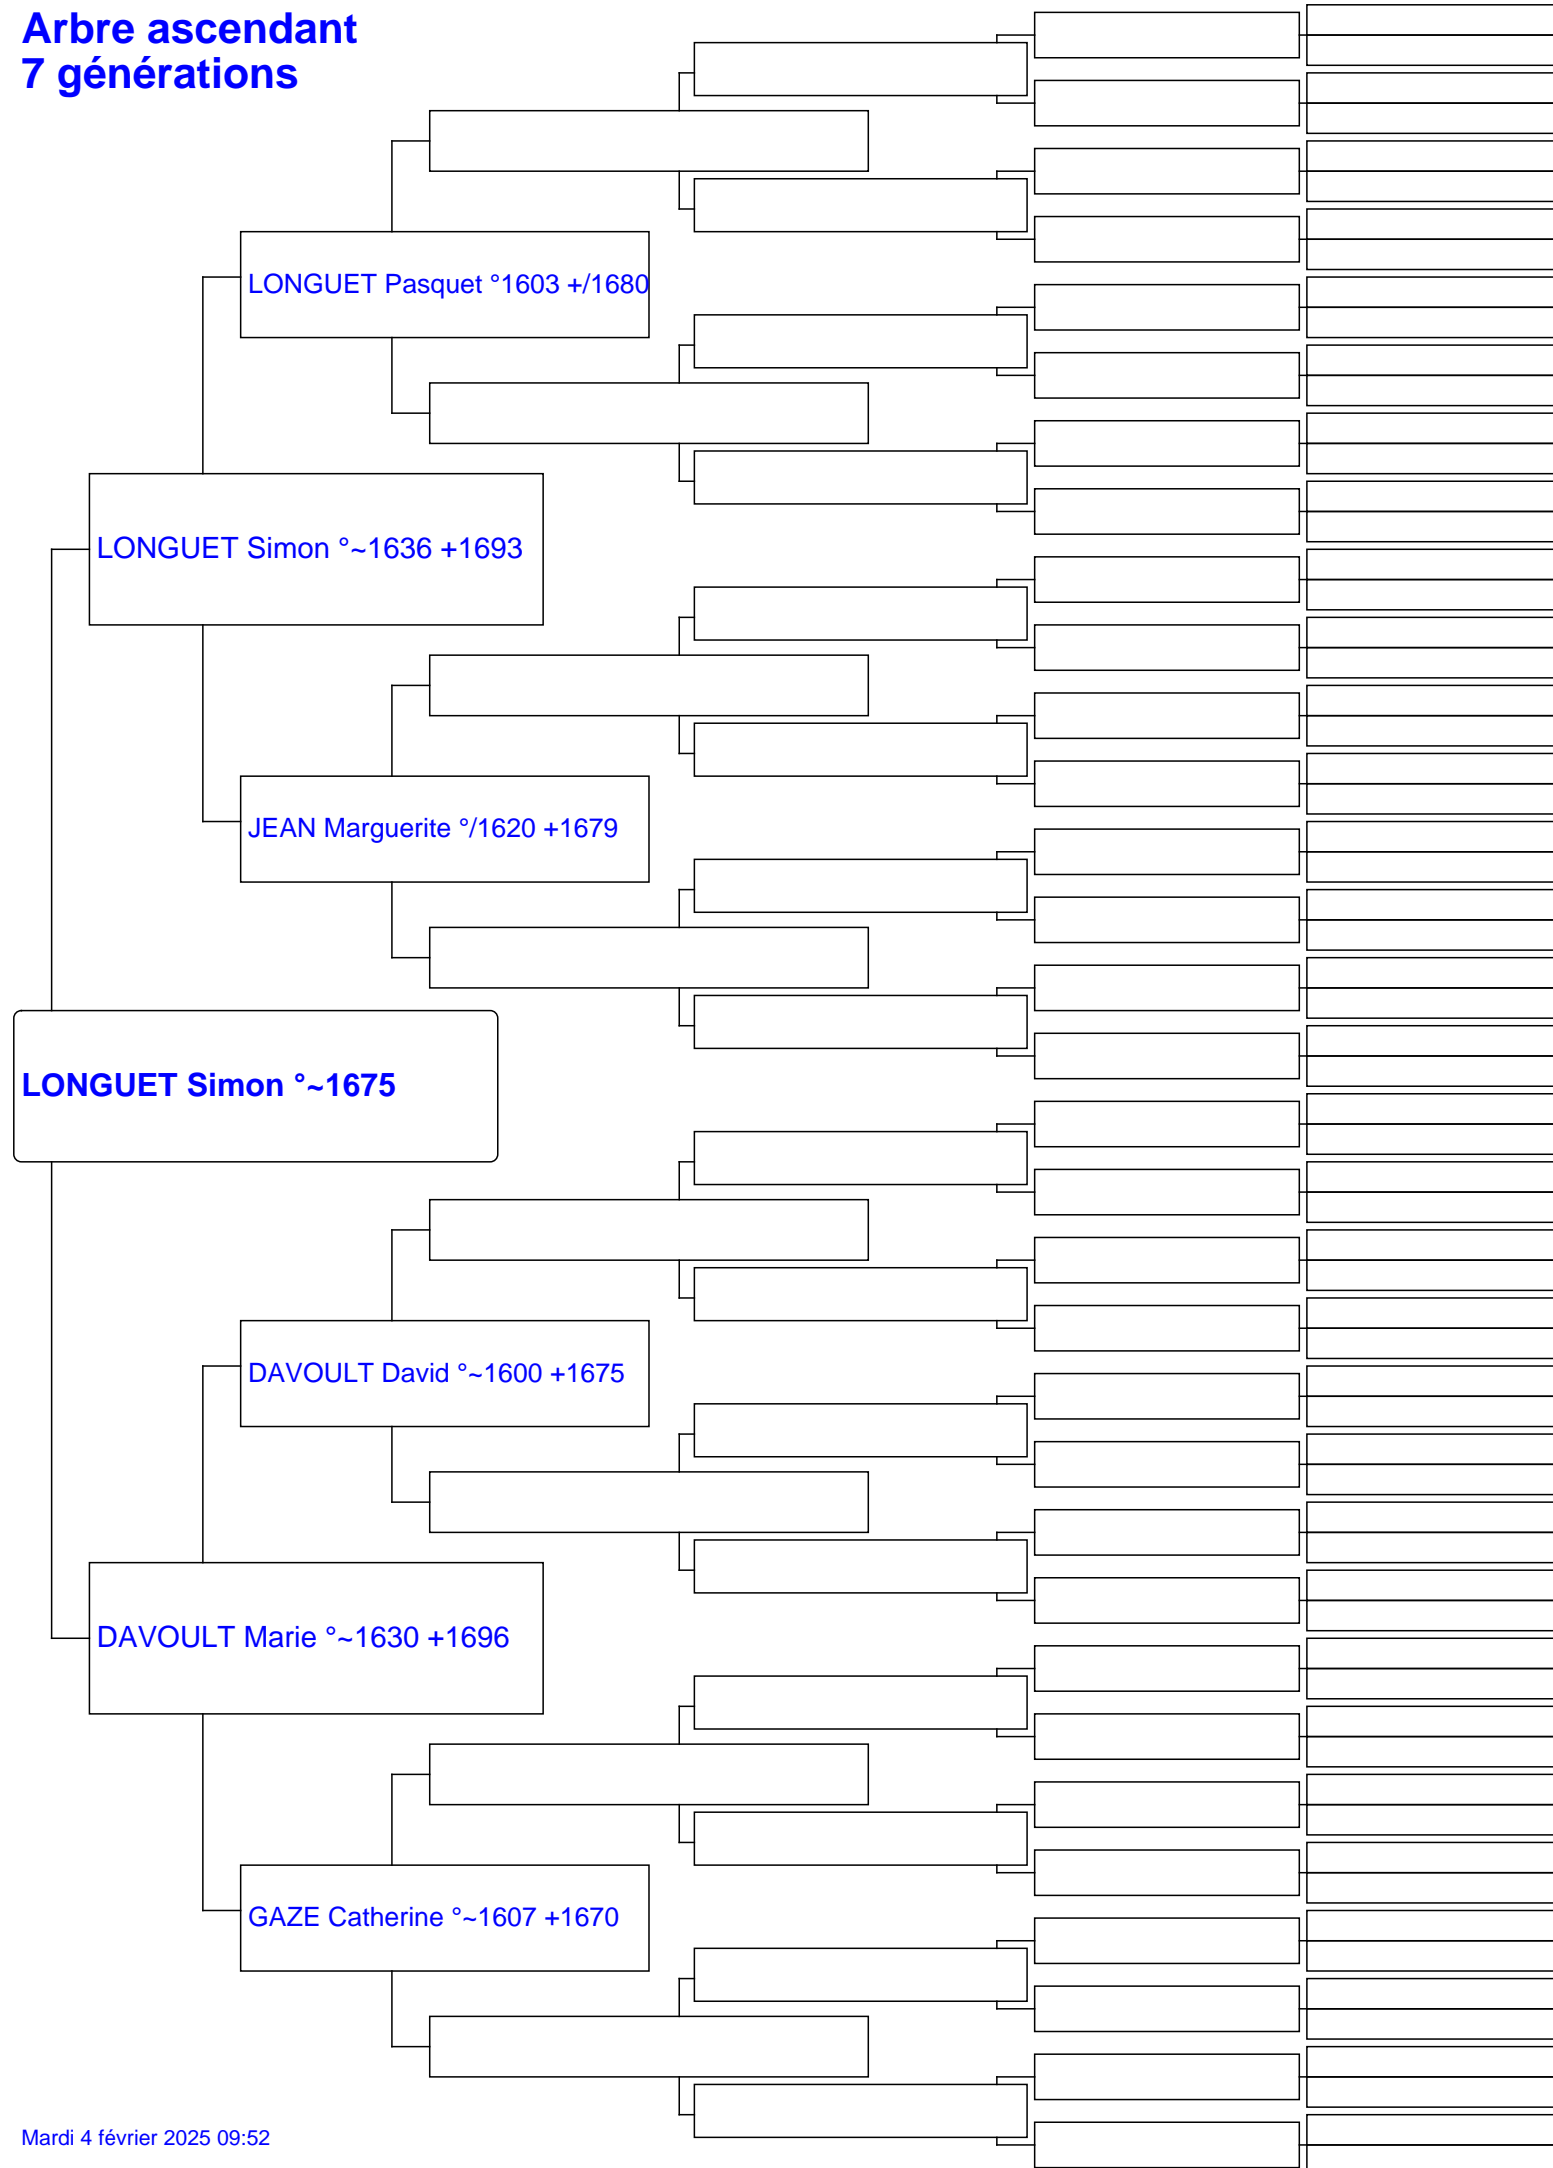 Arbre ascendant
7 générations
LONGUET Pasquet °1603 +/1680
LONGUET Simon °~1636 +1693
JEAN Marguerite °/1620 +1679
LONGUET Simon °~1675
DAVOULT David °~1600 +1675
DAVOULT Marie °~1630 +1696
GAZE Catherine °~1607 +1670
Mardi 4 février 2025 09:52